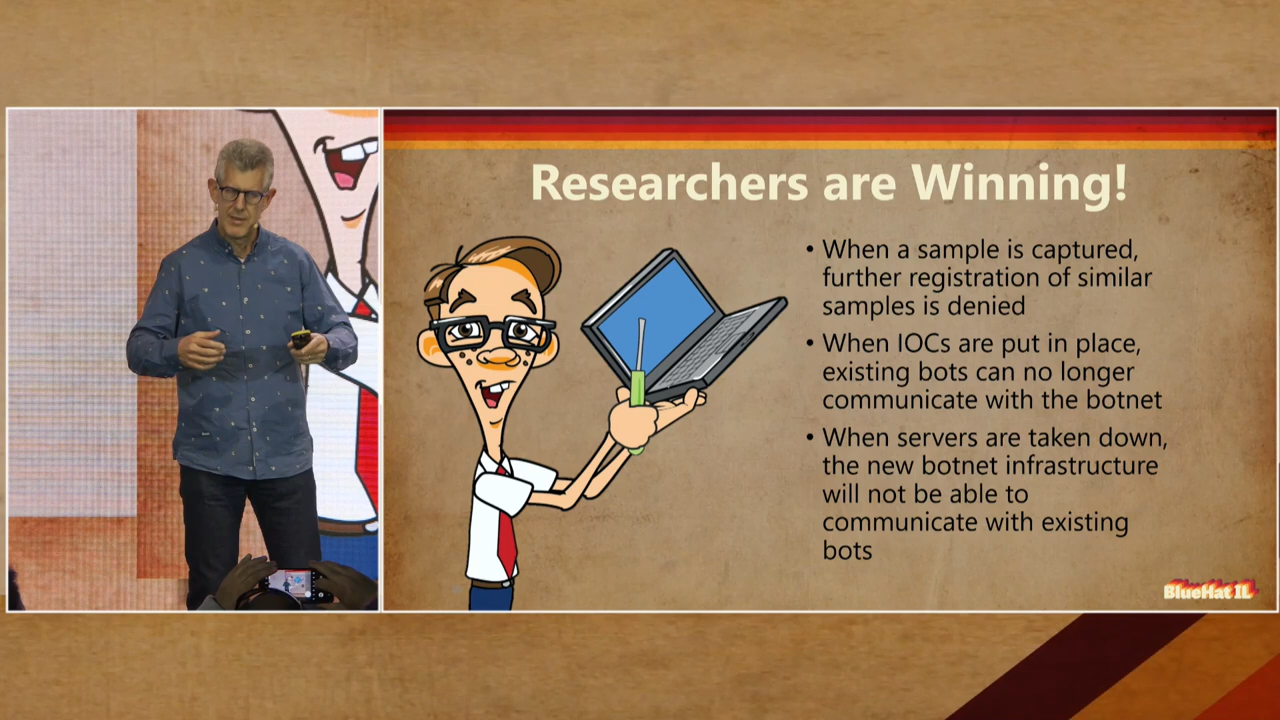 Researchers are Winning!
• When a sample is captured,
further registration of similar
samples is denied
• When IOCs are put in place,
existing bots can no longer
communicate with the botnet
• When servers are taken down,
the new botnet infrastructure
will not be able to
communicate with existing
bots
BlueHat IL